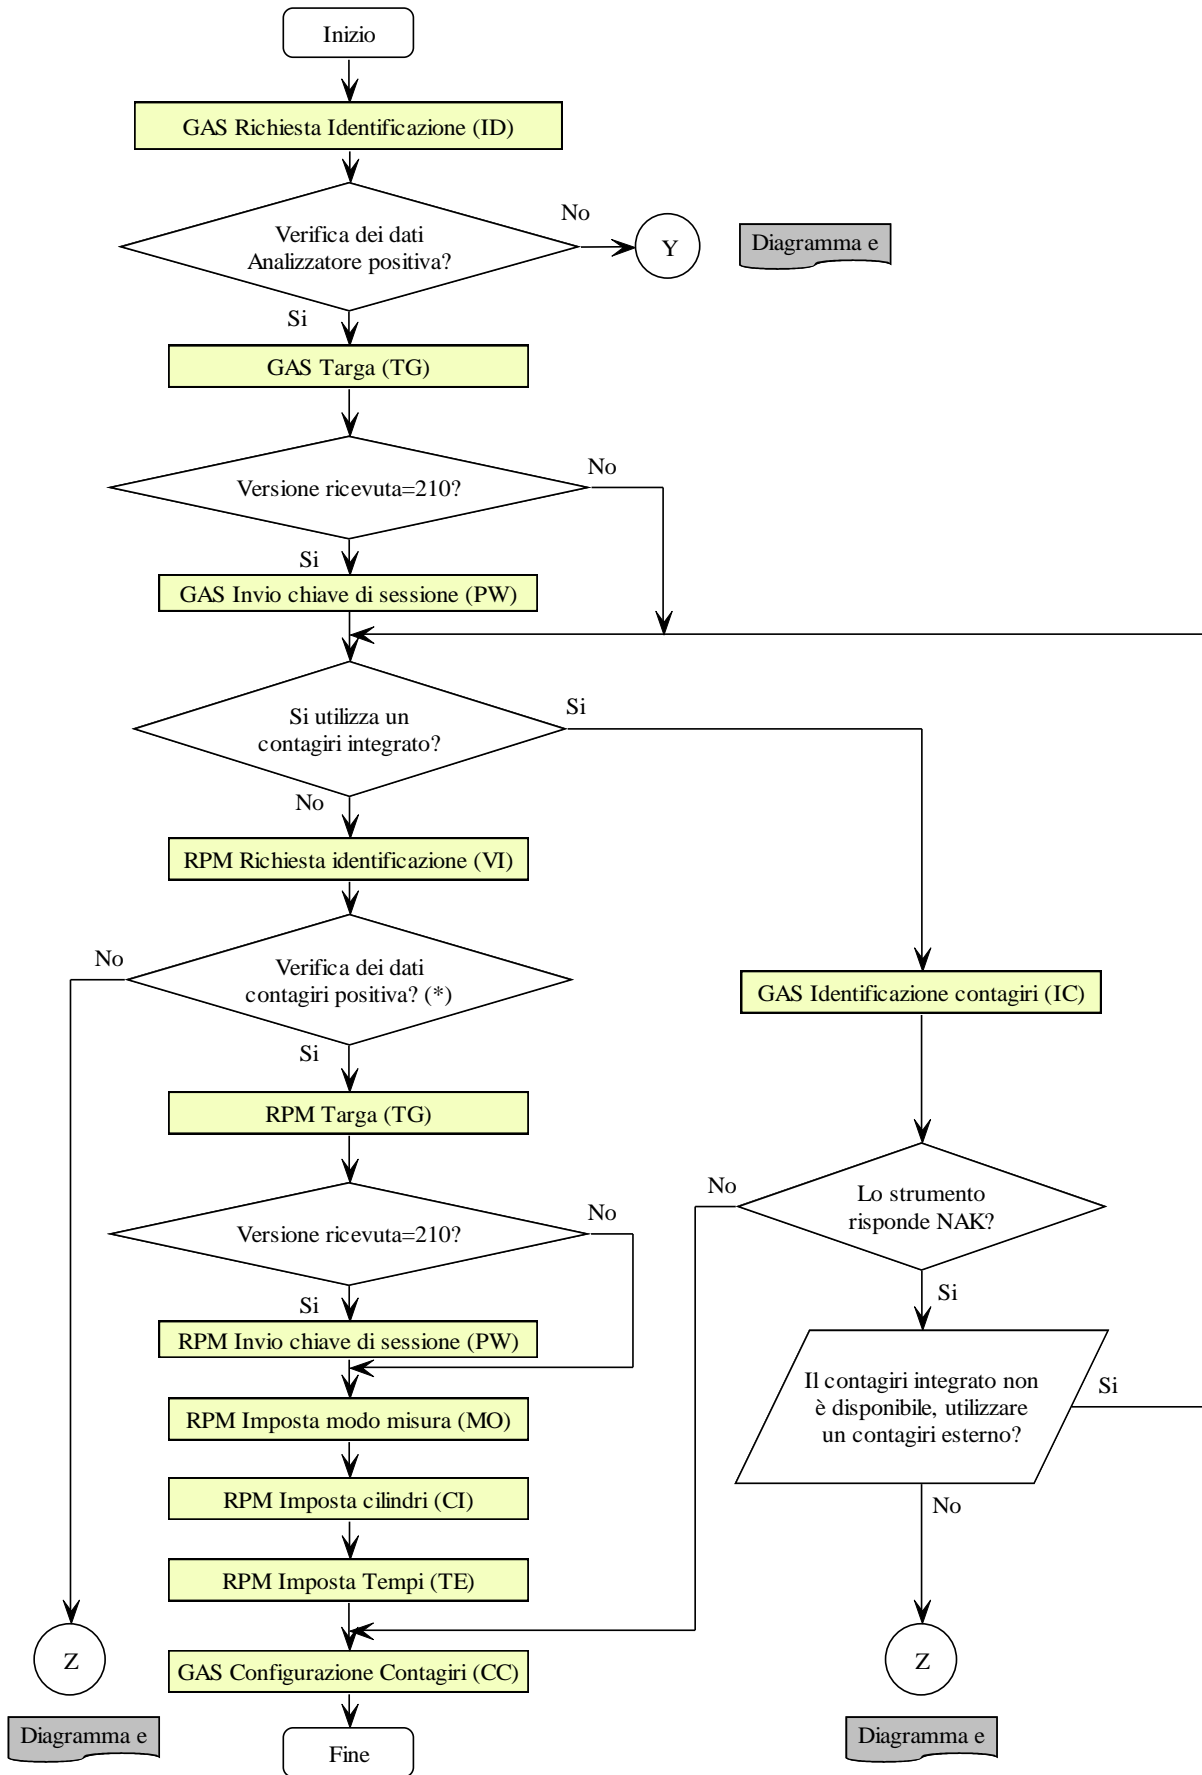 Inizio
GAS Richiesta Identificazione (ID)
Verifica dei dati
Analizzatore positiva?
No
Y
Diagramma e
Si
GAS Targa (TG)
Versione ricevuta=210?
No
Si
GAS Invio chiave di sessione (PW)
Si utilizza un
contagiri integrato?
Si
No
RPM Richiesta identificazione (VI)
No
Verifica dei dati
contagiri positiva? (*)
GAS Identificazione contagiri (IC)
Si
RPM Targa (TG)
No
Lo strumento
risponde NAK?
Versione ricevuta=210?
No
Si
Si
RPM Invio chiave di sessione (PW)
Il contagiri integrato non
è disponibile, utilizzare
un contagiri esterno?
Si
RPM Imposta modo misura (MO)
RPM Imposta cilindri (CI)
No
RPM Imposta Tempi (TE)
Z
GAS Configurazione Contagiri (CC)
Z
Diagramma e
Fine
Diagramma e